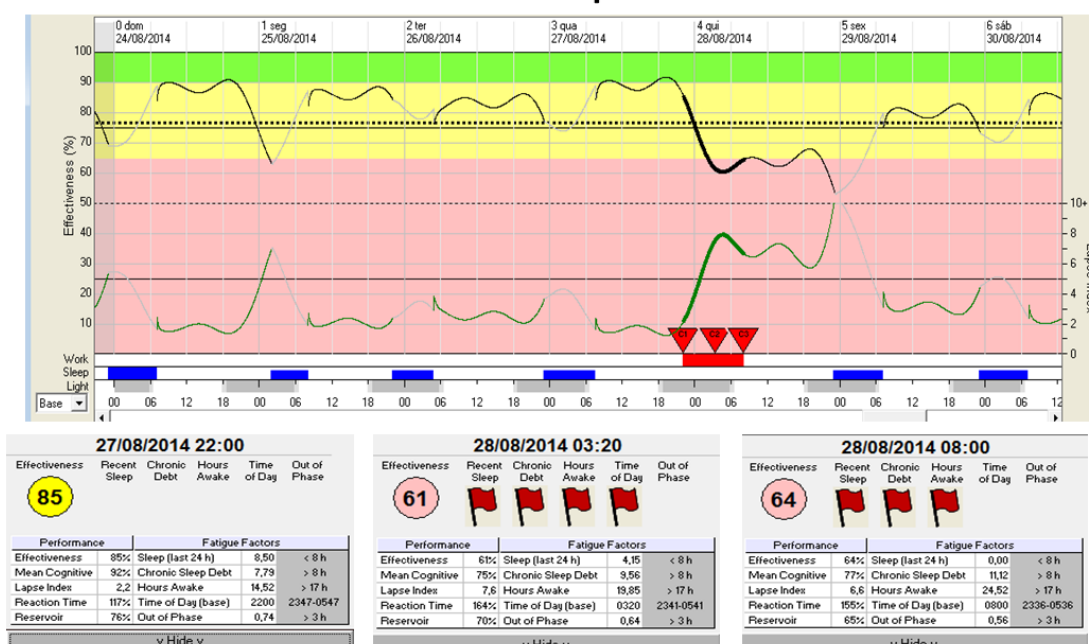 0 dom 1 seg 2 ter 3 qua 4 qui 5 sex 6 sáb
24/08/2014 25/08/2014 26/08/2014 27/08/2014 28/08/2014 29/08/2014 30/08/2014
100
90
80
70
60
50 10+
40 8
30 6
20 4
10 2
0
Effectiveness (%)
C1 C2 C3
Work
Sleep
Light
Base 00 06 12 18 00 06 12 18 00 06 12 18 00 06 12 18 00 06 12 18 00 06 12 18 00 06 12
27/08/2014 22:00
Effectiveness Recent Sleep Chronic Debt Hours Awake Time of Day Out of Phase
85
Performance Fatigue Factors
Effectiveness 85% Sleep (last 24 h) 8,50 < 8 h
Mean Cognitive 92% Chronic Sleep Debt 7,79 > 8 h
Lapse Index 2,2 Hours Awake 14,52 > 17 h
Reaction Time 117% Time of Day (base) 2200 2347-0547
Reservoir 76% Out of Phase 0,74 > 3 h
v Hide v
28/08/2014 03:20
Effectiveness Recent Sleep Chronic Debt Hours Awake Time of Day Out of Phase
61
Performance Fatigue Factors
Effectiveness 61% Sleep (last 24 h) 4,15 < 8 h
Mean Cognitive 75% Chronic Sleep Debt 9,56 > 8 h
Lapse Index 7,6 Hours Awake 19,85 > 17 h
Reaction Time 164% Time of Day (base) 0320 2341-0541
Reservoir 70% Out of Phase 0,64 > 3 h
28/08/2014 08:00
Effectiveness Recent Sleep Chronic Debt Hours Awake Time of Day Out of Phase
64
Performance Fatigue Factors
Effectiveness 64% Sleep (last 24 h) 0,00 < 8 h
Mean Cognitive 77% Chronic Sleep Debt 11,12 > 8 h
Lapse Index 6,6 Hours Awake 24,52 > 17 h
Reaction Time 155% Time of Day (base) 0800 2336-0536
Reservoir 65% Out of Phase 0,56 > 3 h